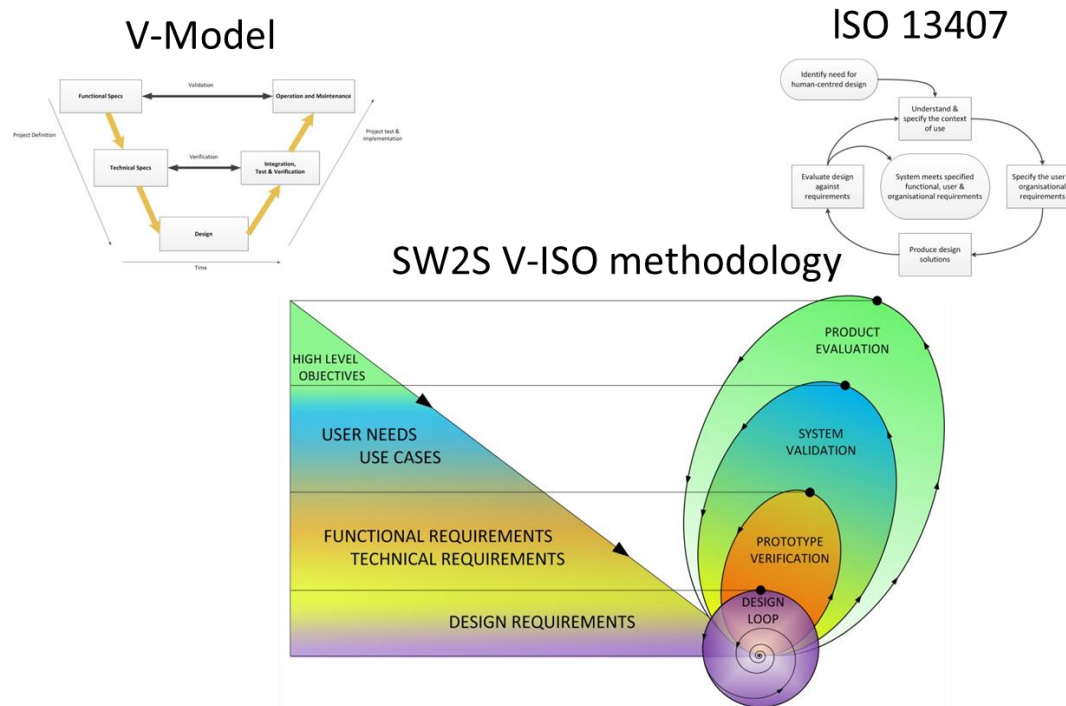 V-Model
Validation
Functional Specs
Operation and Maintenance
Project Definition
Project test &
implementation
Verification
Technical Specs
Integration,
Test & Verification
Design
Time
ISO 13407
Identify need for
human-centred design
Understand &
specify the context
of use
Evaluate design
against
requirements
System meets specified
functional, user &
organisational requirements
Specify the user
organisational
requirements
Produce design
solutions
SW2S V-ISO methodology
HIGH LEVEL
OBJECTIVES
USER NEEDS
USE CASES
FUNCTIONAL REQUIREMENTS
TECHNICAL REQUIREMENTS
DESIGN REQUIREMENTS
PRODUCT
EVALUATION
SYSTEM
VALIDATION
PROTOTYPE
VERIFICATION
DESIGN
LOOP